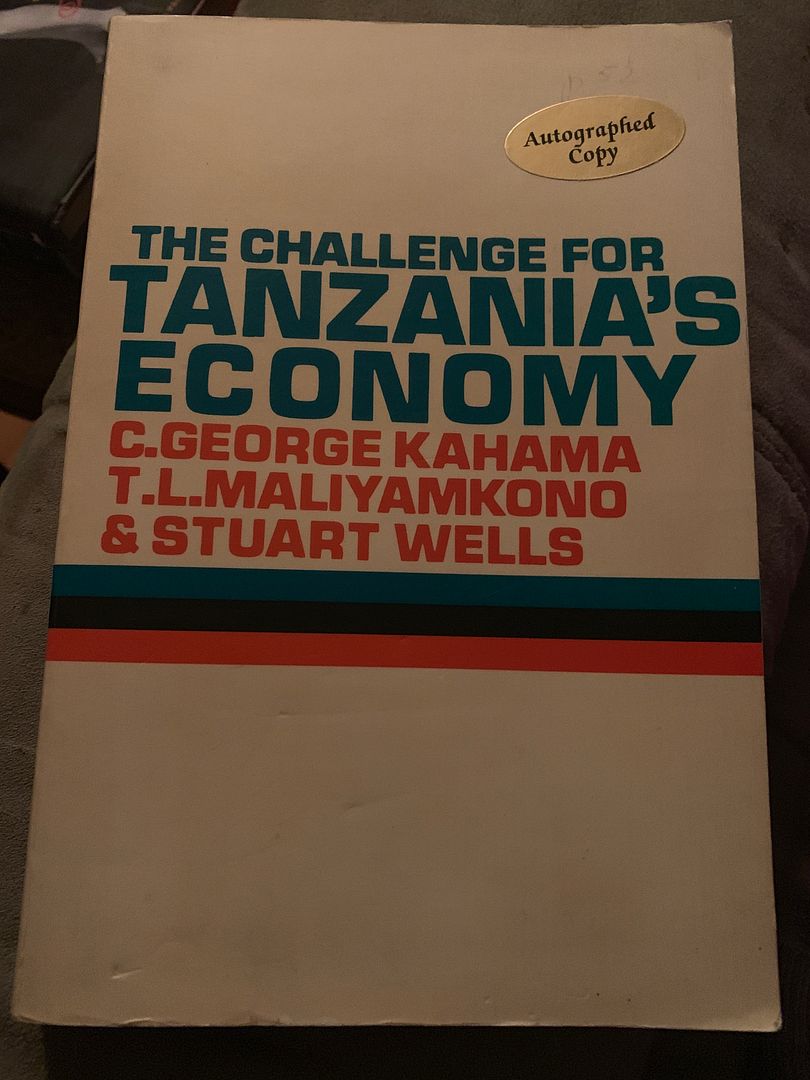 Autographed
Copy
THE CHALLENGE FOR
TANZANIA'S
ECONOMY
C.GEORGE KAHAMA
T.L.MALIYAMKONO
& STUART WELLS